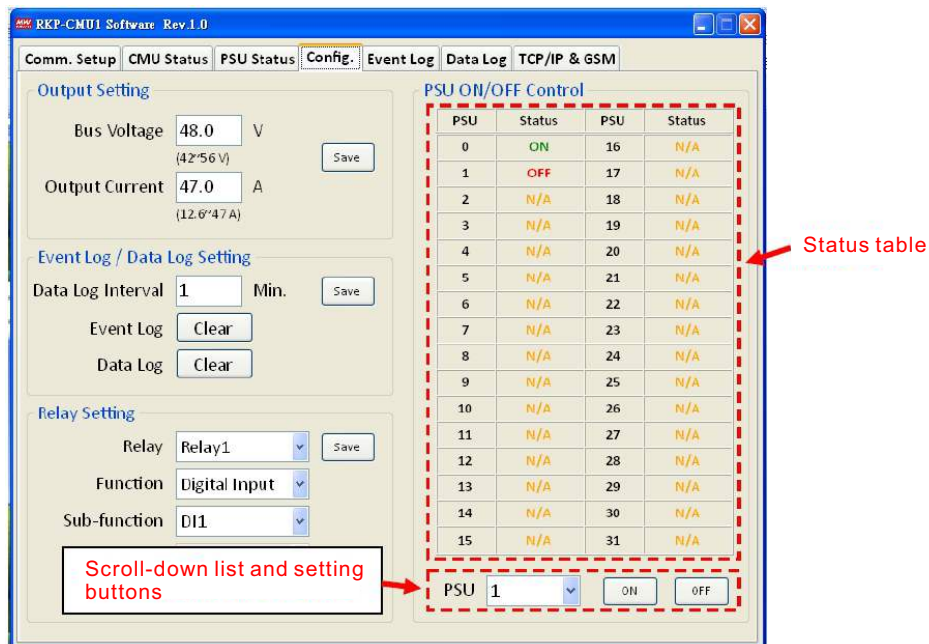 MW RKP-CMU1 Software Rev.1.0
Comm. Setup CMU Status PSU Status Config. Event Log Data Log TCP/IP & GSM
Output Setting
Bus Voltage 48.0 V
(42~56 V)
Save
Output Current 47.0 A
(12.6~47 A)
Event Log / Data Log Setting
Data Log Interval 1 Min. Save
Event Log Clear
Data Log Clear
Relay Setting
Relay Relay1 Save
Function Digital Input
Sub-function DI1
Scroll-down list and setting
buttons
PSU ON/OFF Control
PSU Status PSU Status
0 ON 16 N/A
1 OFF 17 N/A
2 N/A 18 N/A
3 N/A 19 N/A
4 N/A 20 N/A
5 N/A 21 N/A
6 N/A 22 N/A
7 N/A 23 N/A
8 N/A 24 N/A
9 N/A 25 N/A
10 N/A 26 N/A
11 N/A 27 N/A
12 N/A 28 N/A
13 N/A 29 N/A
14 N/A 30 N/A
15 N/A 31 N/A
PSU 1 ON OFF
Status table